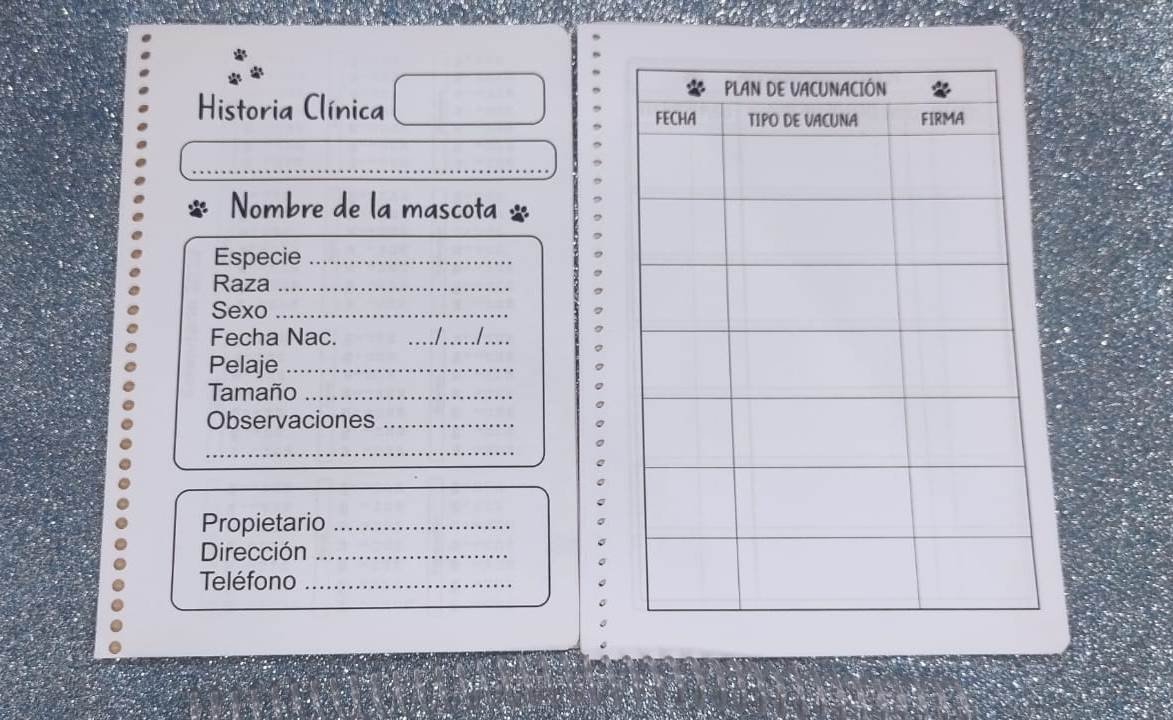 Historia Clínica
................................................
Nombre de la mascota
Especie ..............................
Raza ..................................
Sexo ..................................
Fecha Nac. ..../...../....
Pelaje .................................
Tamaño ..............................
Observaciones ...................
..............................................
Propietario ..........................
Dirección ............................
Teléfono ..............................
PLAN DE VACUNACIÓN
FECHA TIPO DE VACUNA FIRMA